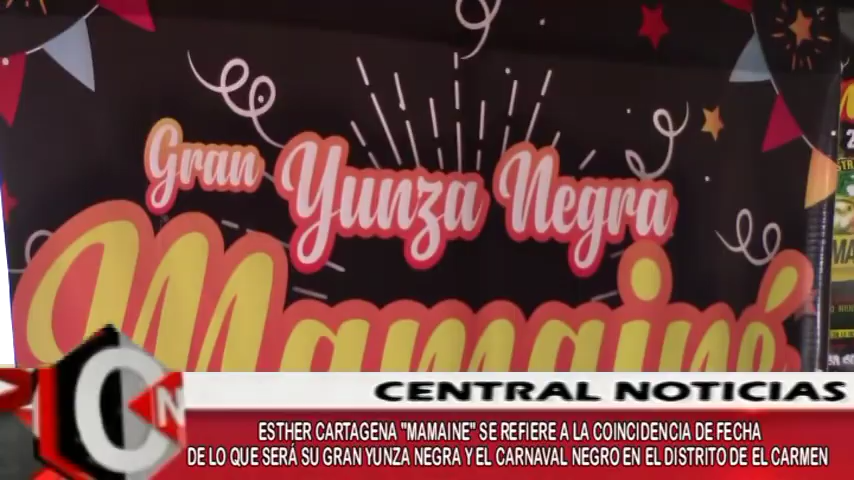 Gran Yunza Negra
Mamainé
CN
CENTRAL NOTICIAS
ESTHER CARTAGENA "MAMAINE" SE REFIERE A LA COINCIDENCIA DE FECHA
DE LO QUE SERÁ SU GRAN YUNZA NEGRA Y EL CARNAVAL NEGRO EN EL DISTRITO DE EL CARMEN